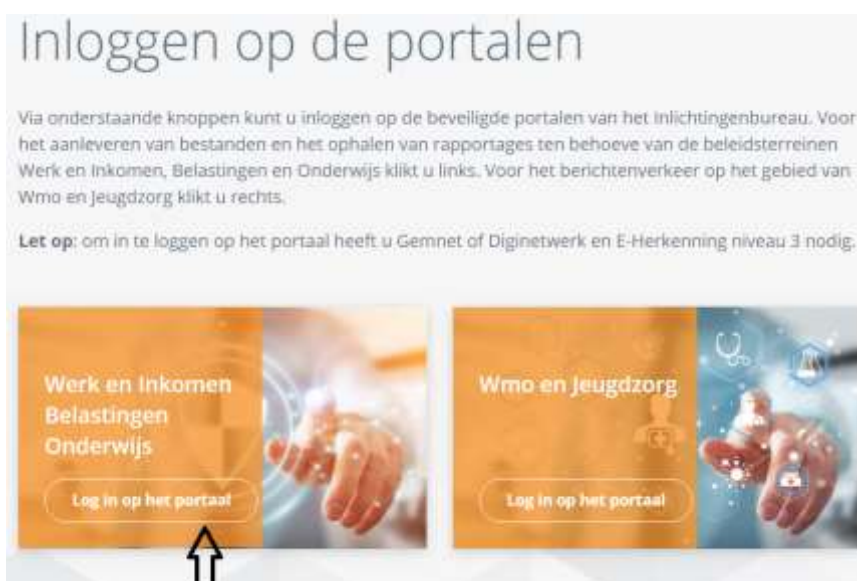 Inloggen op de portalen
Via onderstaande knoppen kunt u inloggen op de beveiligde portalen van het Inlichtingenbureau. Voor
het aanleveren van bestanden en het ophalen van rapportages ten behoeve van de beleidsterreinen
Werk en Inkomen, Belastingen en Onderwijs klikt u links. Voor het berichtenverkeer op het gebied van
Wmo en Jeugdzorg klikt u rechts.
Let op: om in te loggen op het portaal heeft u Gemnet of Diginetwerk en E-Herkenning niveau 3 nodig.
Werk en Inkomen
Belastingen
Onderwijs
Log in op het portaal
Wmo en Jeugdzorg
Log in op het portaal